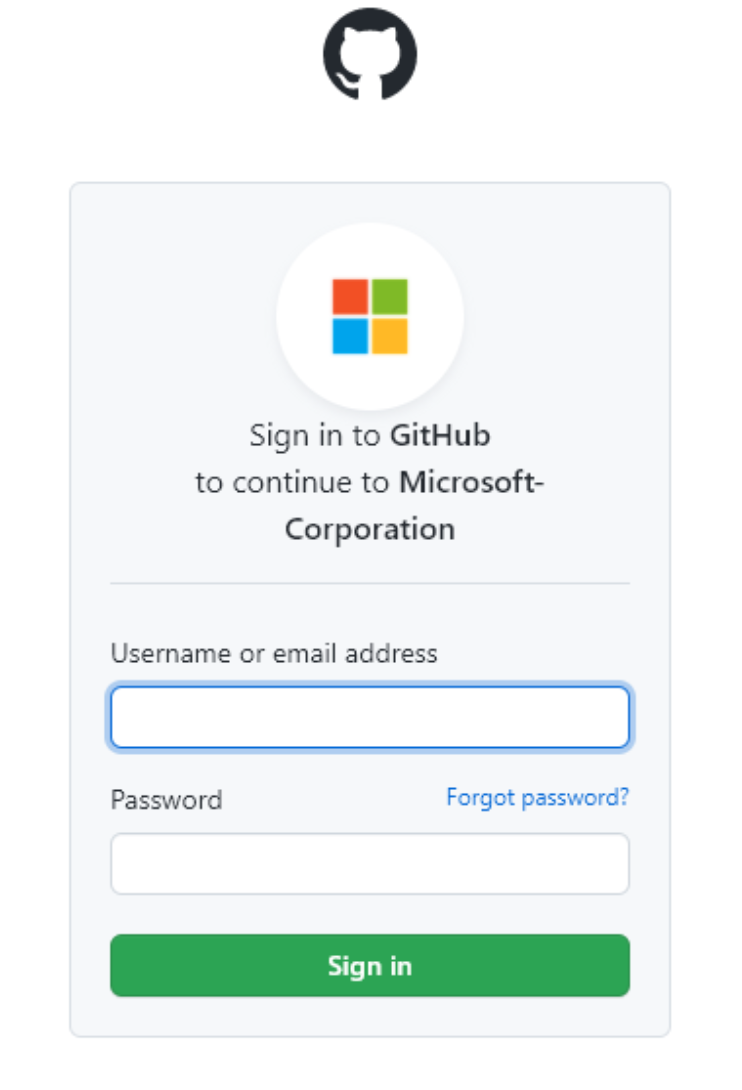 Sign in to GitHub
to continue to Microsoft-
Corporation
Username or email address
Password Forgot password?
Sign in